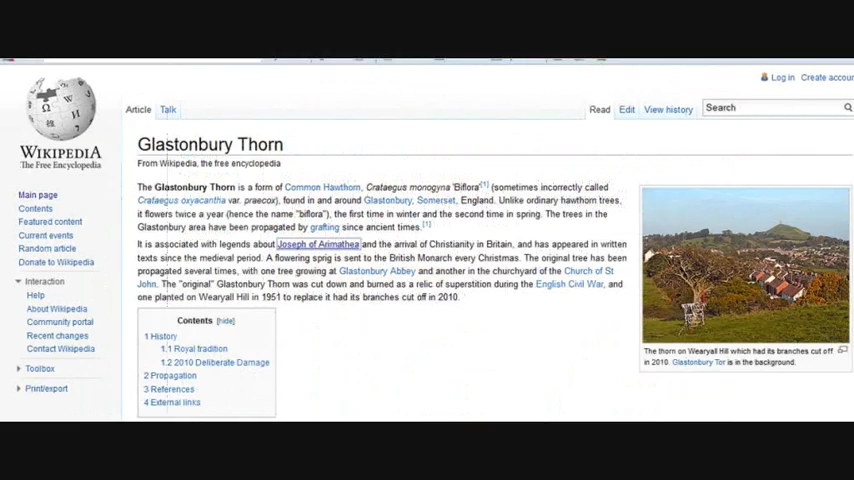 Log in Create accour
Article Talk Read Edit View history Search
WIKIPEDIA
The Free Encyclopedia
Glastonbury Thorn
From Wikipedia, the free encyclopedia
The Glastonbury Thorn is a form of Common Hawthorn, Crataegus monogyna 'Biflora'[1] (sometimes incorrectly called
Crataegus oxyacantha var. praecox), found in and around Glastonbury, Somerset, England. Unlike ordinary hawthorn trees,
it flowers twice a year (hence the name "biflora"), the first time in winter and the second time in spring. The trees in the
Glastonbury area have been propagated by grafting since ancient times.[1]
It is associated with legends about Joseph of Arimathea and the arrival of Christianity in Britain, and has appeared in written
texts since the medieval period. A flowering sprig is sent to the British Monarch every Christmas. The original tree has been
propagated several times, with one tree growing at Glastonbury Abbey and another in the churchyard of the Church of St
John. The "original" Glastonbury Thorn was cut down and burned as a relic of superstition during the English Civil War, and
one planted on Wearyall Hill in 1951 to replace it had its branches cut off in 2010.
Main page
Contents
Featured content
Current events
Random article
Donate to Wikipedia
Interaction
Help
About Wikipedia
Community portal
Recent changes
Contact Wikipedia
Toolbox
Print/export
Contents [hide]
1 History
1.1 Royal tradition
1.2 2010 Deliberate Damage
2 Propagation
3 References
4 External links
The thorn on Wearyall Hill which had its branches cut off
in 2010. Glastonbury Tor is in the background.